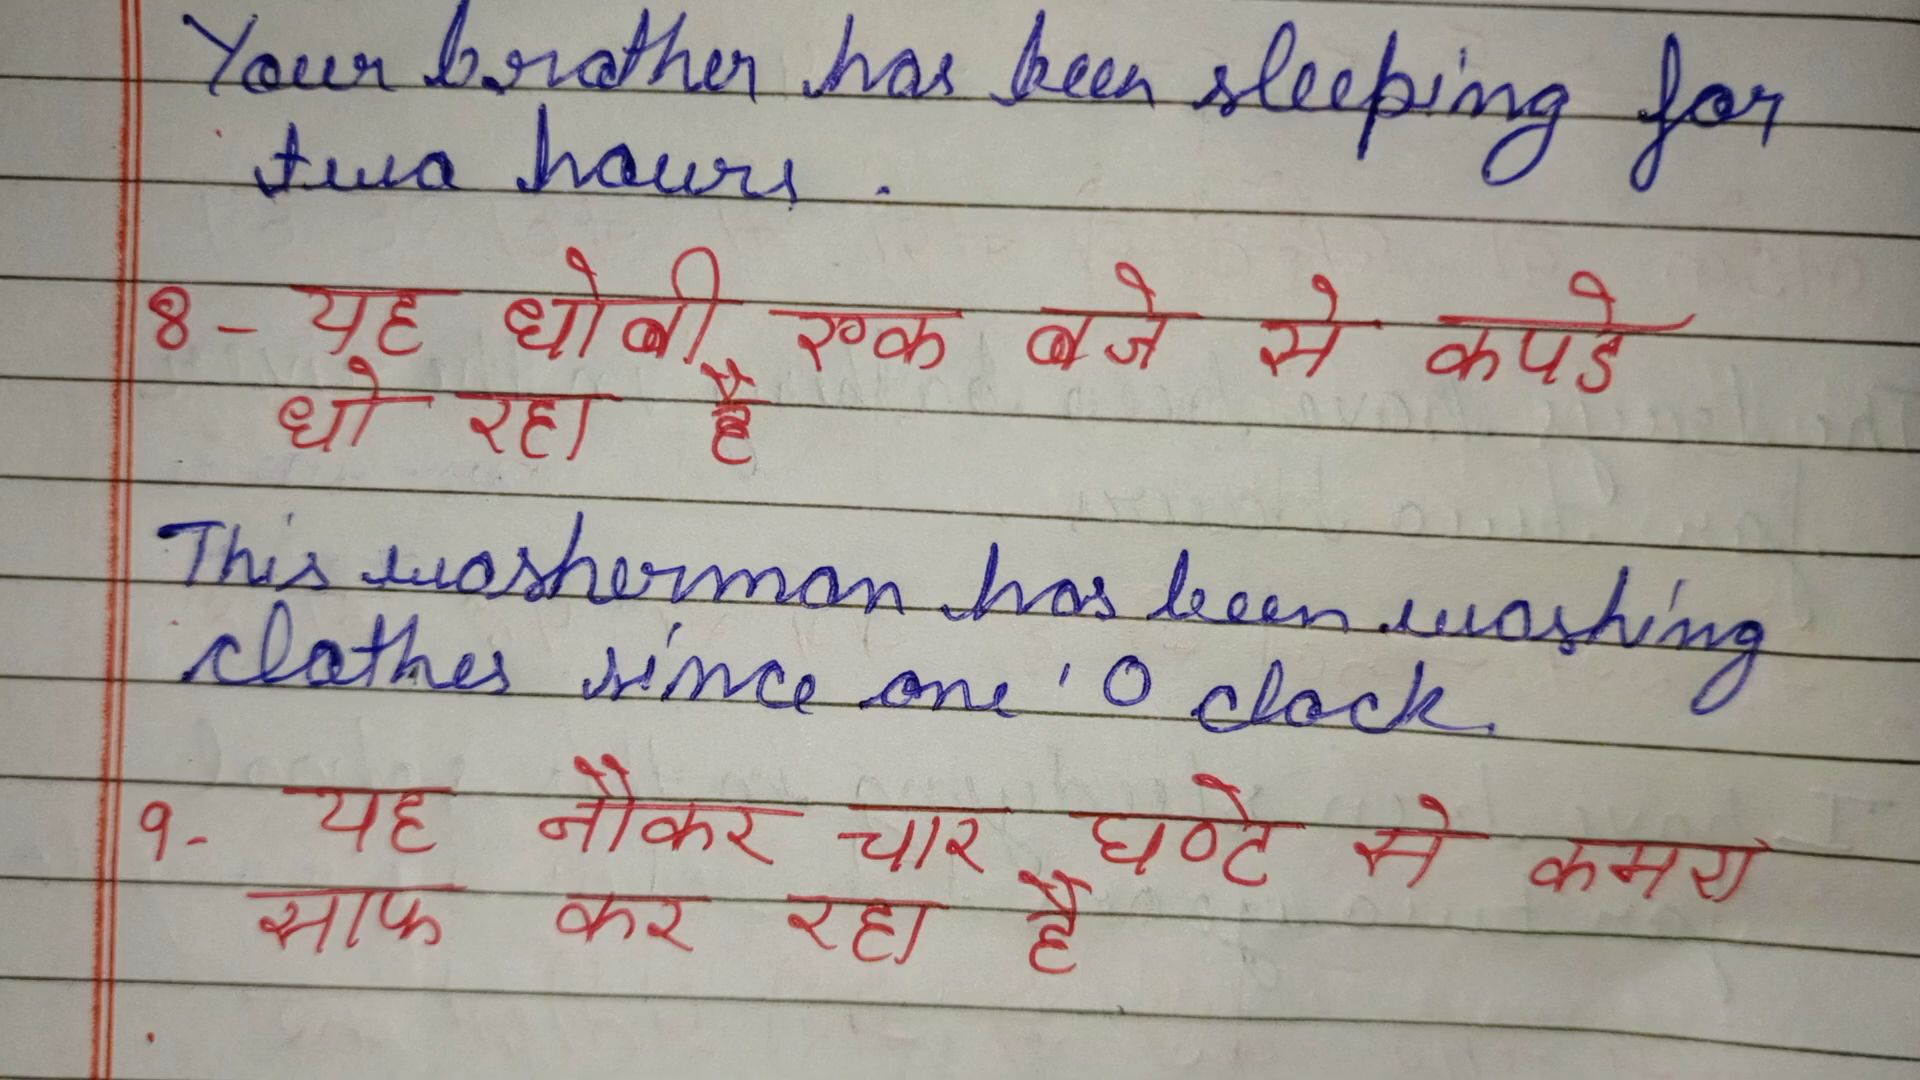 Your brother has been sleeping for
two hours.
8- यह धोबी एक बजे से कपडे
धो रहा है
This washerman has been washing
clothes since one 'O clock.
9- यह नौकर चार घण्टे से कमरा
साफ कर रहा है